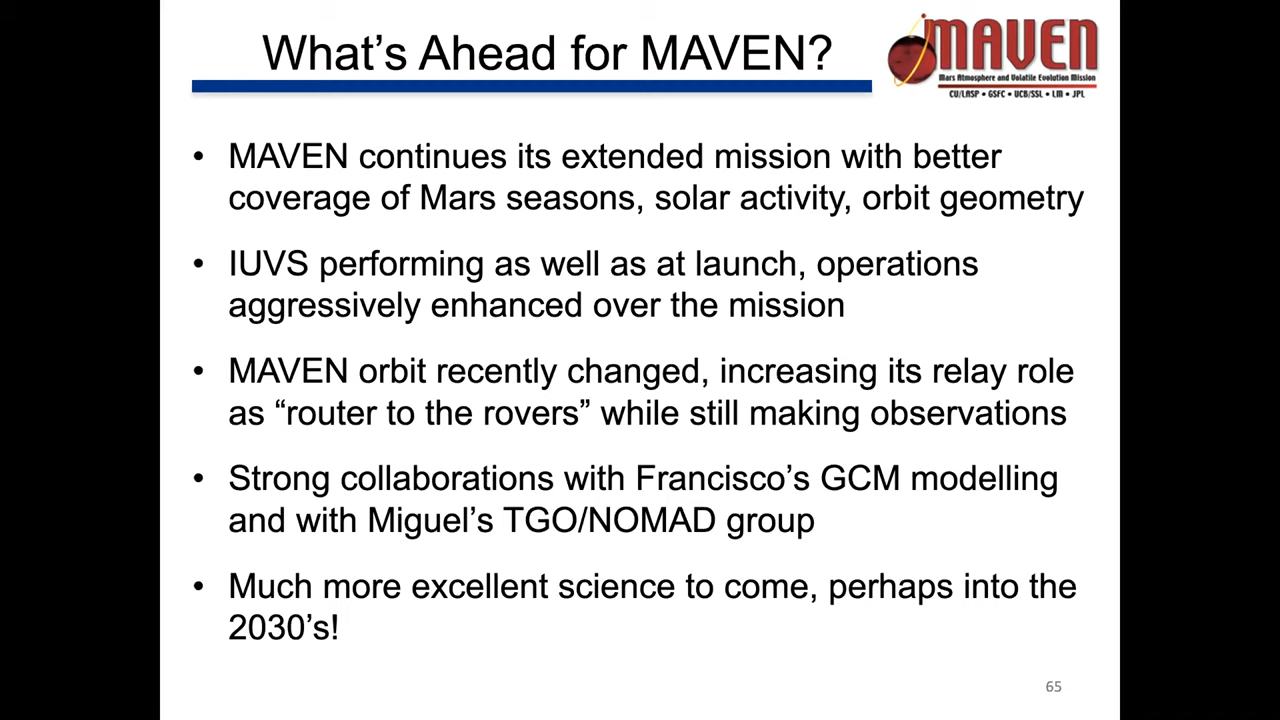 What's Ahead for MAVEN?
MAVEN
Mars Atmosphere and Volatile Evolution Mission
CU/LASP • GSFC • UCB/SSL • LM • JPL
• MAVEN continues its extended mission with better
coverage of Mars seasons, solar activity, orbit geometry
• IUVS performing as well as at launch, operations
aggressively enhanced over the mission
• MAVEN orbit recently changed, increasing its relay role
as “router to the rovers” while still making observations
• Strong collaborations with Francisco’s GCM modelling
and with Miguel’s TGO/NOMAD group
• Much more excellent science to come, perhaps into the
2030’s!
65